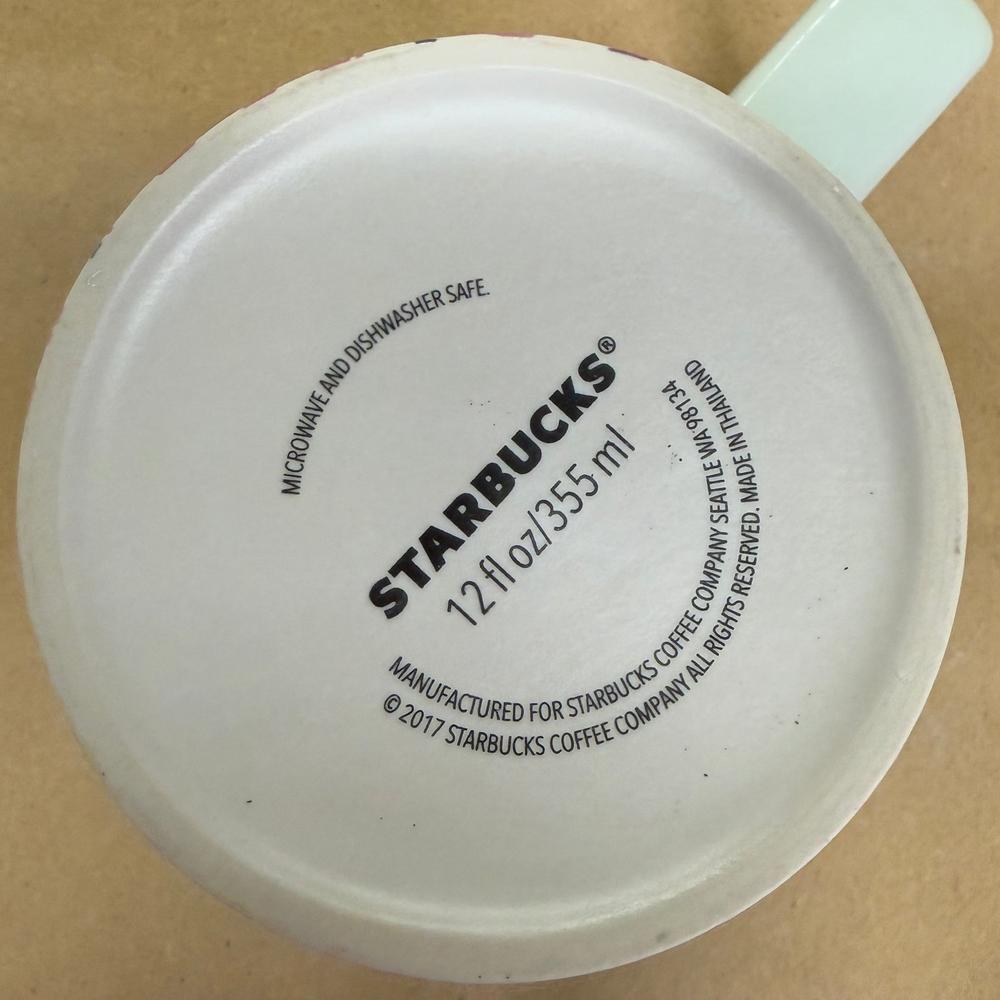 MICROWAVE AND DISHWASHER SAFE.
STARBUCKS®
12 fl oz/355 ml
MANUFACTURED FOR STARBUCKS COFFEE COMPANY SEATTLE WA 98134
© 2017 STARBUCKS COFFEE COMPANY ALL RIGHTS RESERVED. MADE IN THAILAND